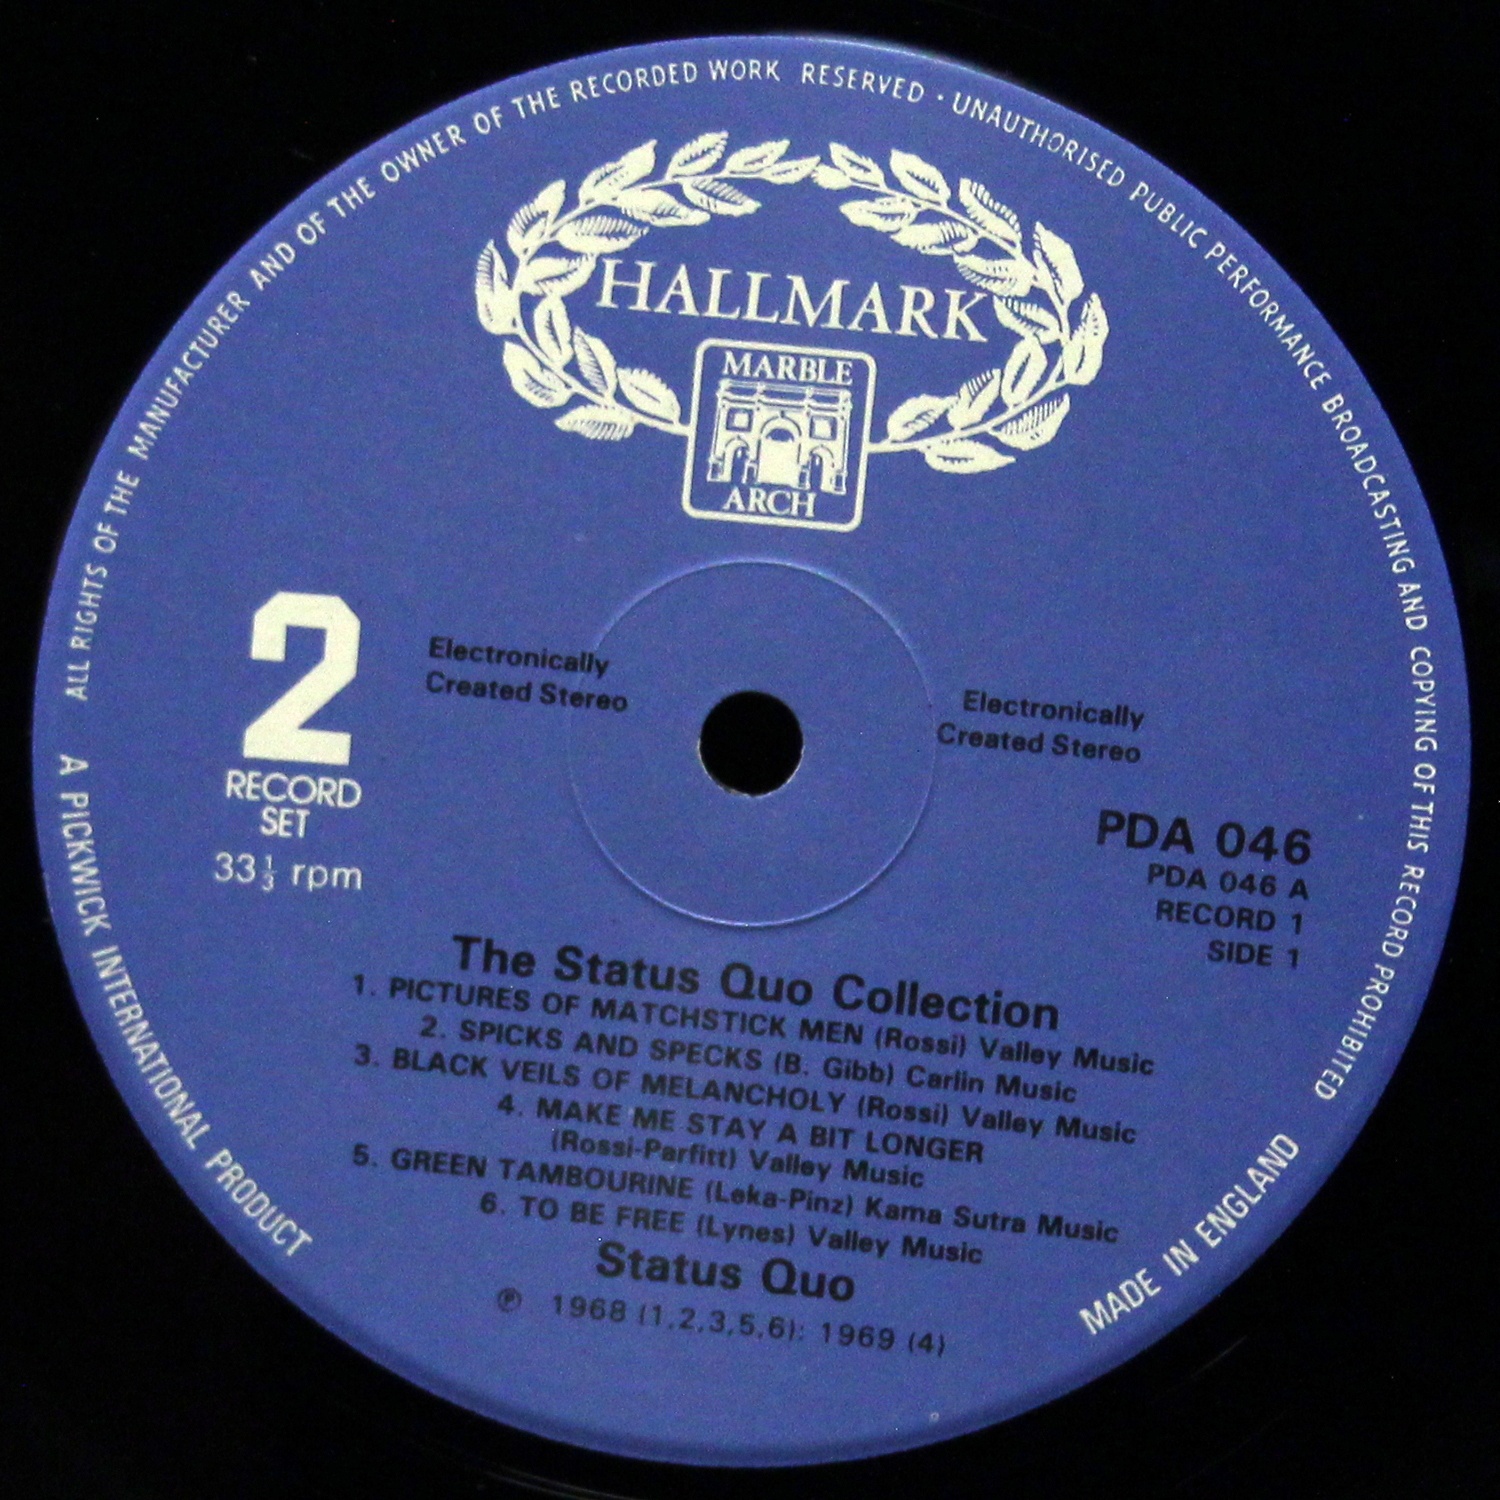 ALL RIGHTS OF THE MANUFACTURER AND OF THE OWNER OF THE RECORDED WORK RESERVED · UNAUTHORISED PUBLIC PERFORMANCE BROADCASTING AND COPYING OF THIS RECORD PROHIBITED
HALLMARK
MARBLE
ARCH
2
RECORD
SET
33⅓ rpm
Electronically
Created Stereo
Electronically
Created Stereo
PDA 046
PDA 046 A
RECORD 1
SIDE 1
The Status Quo Collection
1. PICTURES OF MATCHSTICK MEN (Rossi) Valley Music
2. SPICKS AND SPECKS (B. Gibb) Carlin Music
3. BLACK VEILS OF MELANCHOLY (Rossi) Valley Music
4. MAKE ME STAY A BIT LONGER
(Rossi-Parfitt) Valley Music
5. GREEN TAMBOURINE (Leka-Pinz) Kama Sutra Music
6. TO BE FREE (Lynes) Valley Music
Status Quo
℗ 1968 (1,2,3,5,6): 1969 (4)
A PICKWICK INTERNATIONAL PRODUCT
MADE IN ENGLAND